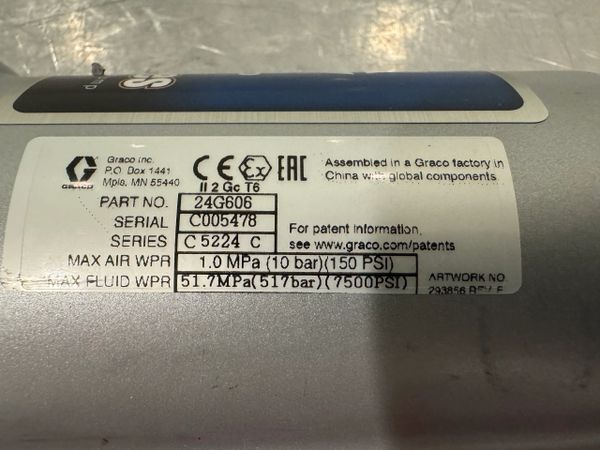 Graco Inc.
P.O. Box 1441
Mpls. MN 55440
GRACO
CE Ex EAC
II 2 Gc T6
Assembled in a Graco factory in
China with global components.
PART NO. 24G606
SERIAL C005478
SERIES C 5224 C
For patent information,
see www.graco.com/patents
MAX AIR WPR 1.0 MPa (10 bar)(150 PSI)
MAX FLUID WPR 51.7MPa(517bar)(7500PSI)
ARTWORK NO.
293856 REV.